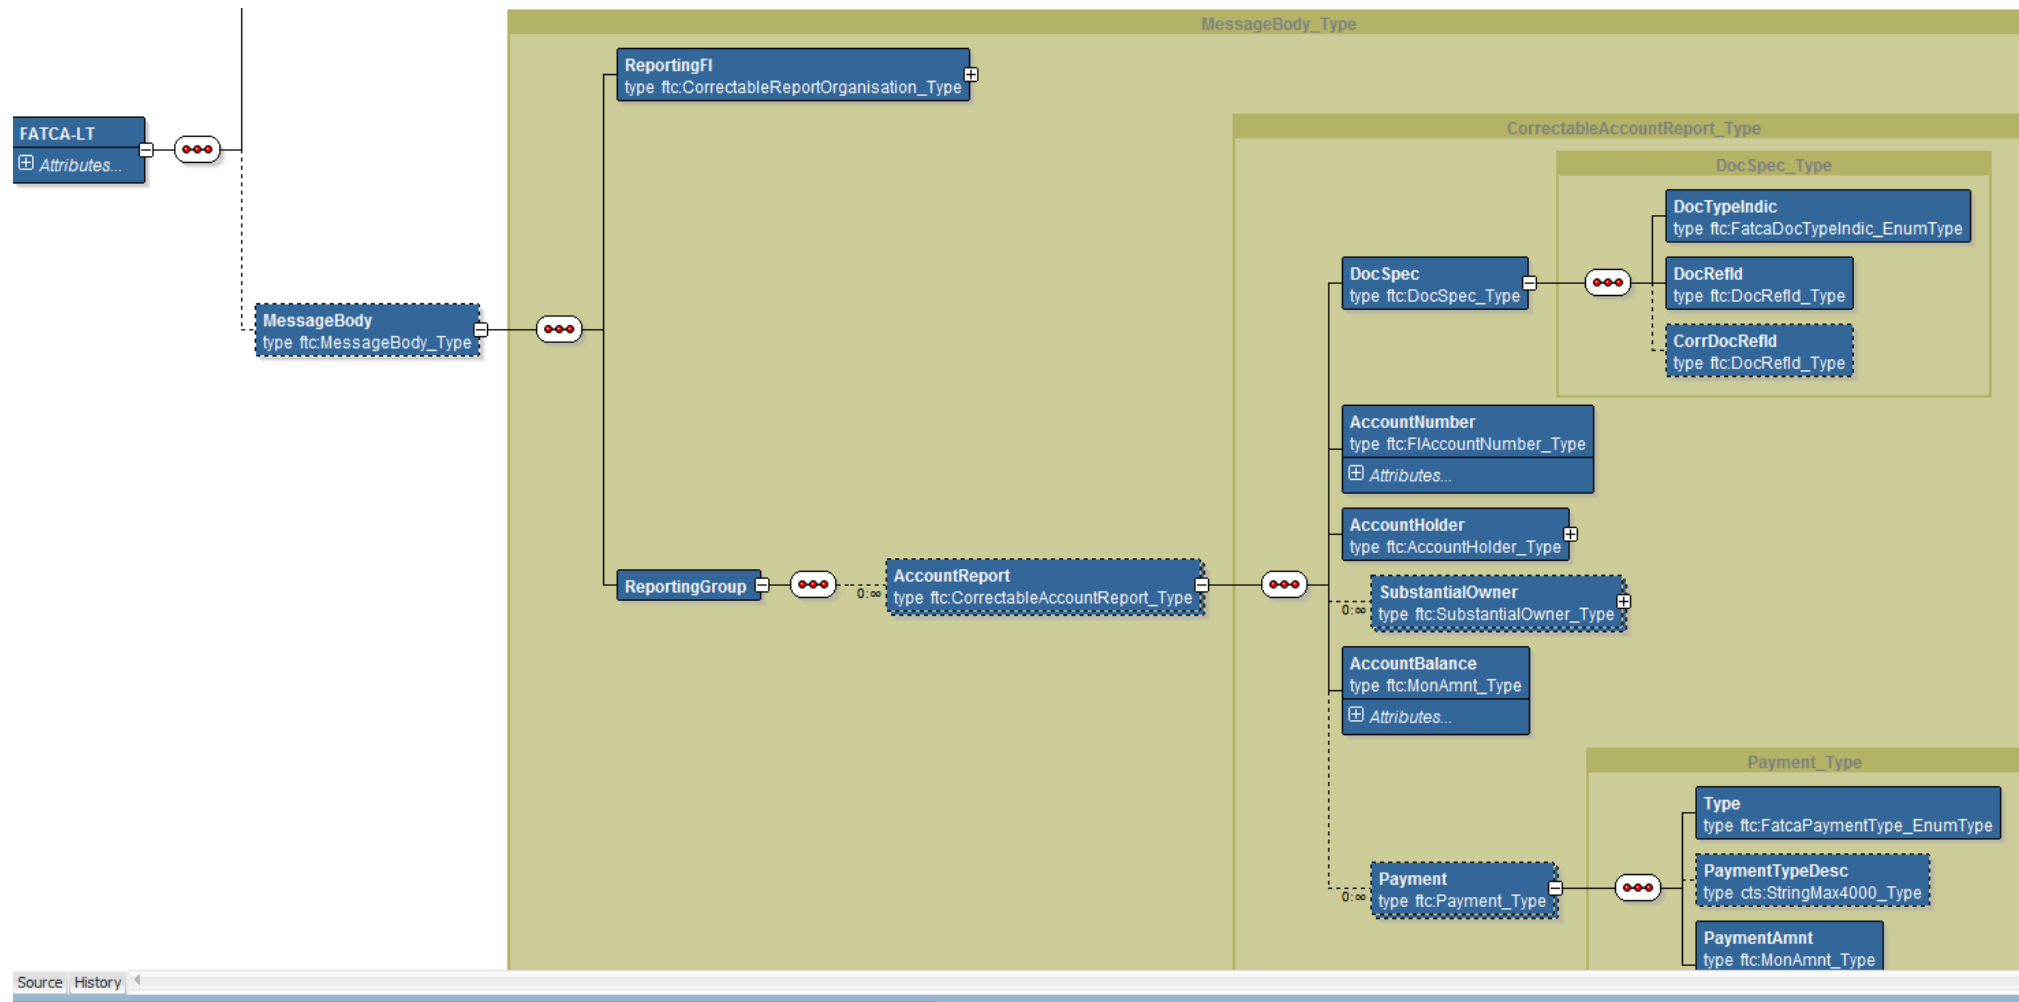 MessageBody_Type
ReportingFI
type ftc:CorrectableReportOrganisation_Type
FATCA-LT
Attributes...
CorrectableAccountReport_Type
DocSpec_Type
DocTypeIndic
type ftc:FatcaDocTypeIndic_EnumType
DocSpec
type ftc:DocSpec_Type
DocRefId
type ftc:DocRefId_Type
MessageBody
type ftc:MessageBody_Type
CorrDocRefId
type ftc:DocRefId_Type
AccountNumber
type ftc:FIAccountNumber_Type
Attributes...
AccountHolder
type ftc:AccountHolder_Type
ReportingGroup
0:∞
AccountReport
type ftc:CorrectableAccountReport_Type
0:∞
SubstantialOwner
type ftc:SubstantialOwner_Type
AccountBalance
type ftc:MonAmnt_Type
Attributes...
Payment_Type
Type
type ftc:FatcaPaymentType_EnumType
0:∞
Payment
type ftc:Payment_Type
PaymentTypeDesc
type cts:StringMax4000_Type
PaymentAmnt
type ftc:MonAmnt_Type
Source History